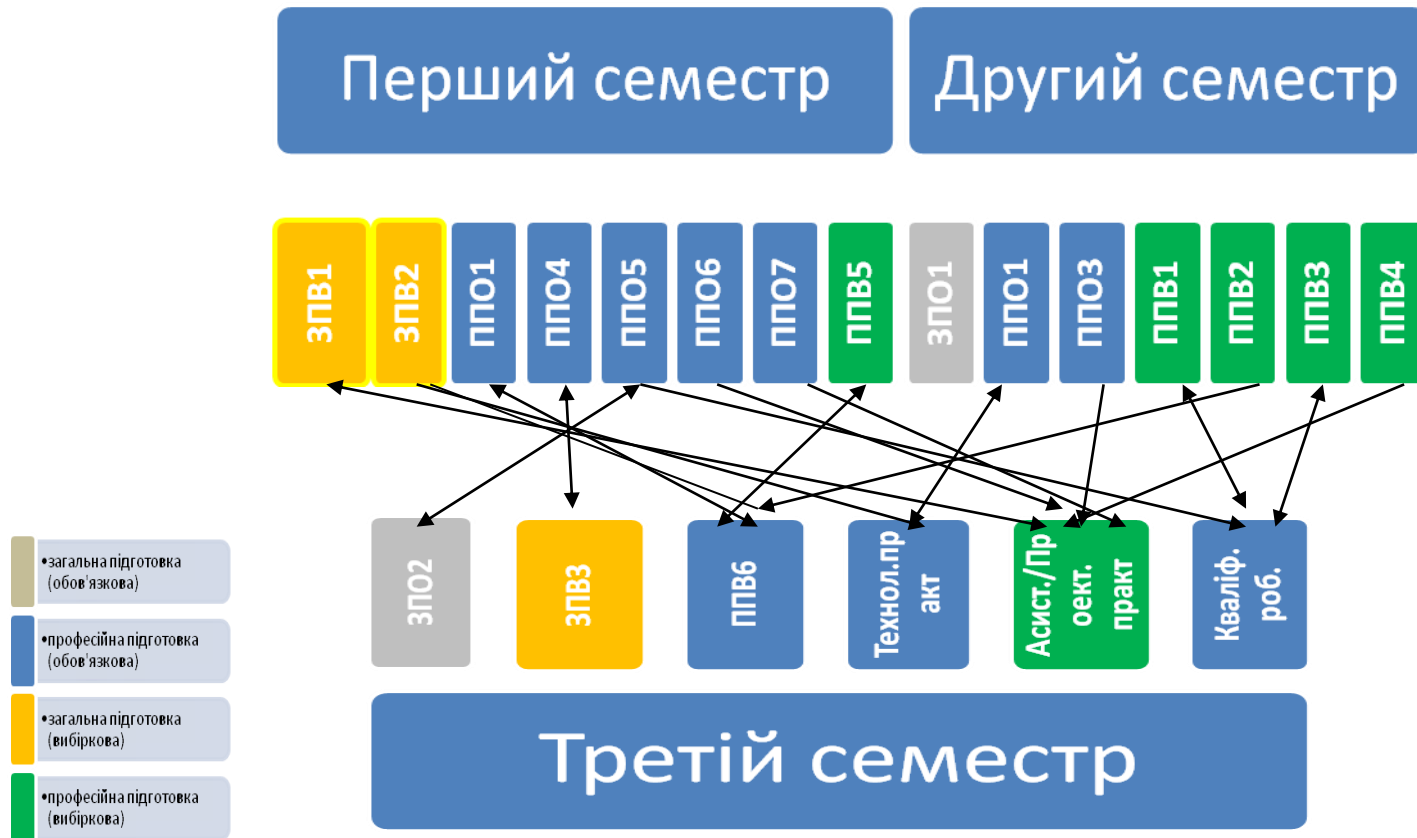 Перший семестр
Другий семестр
ЗПВ1
ЗПВ2
ППО1
ППО4
ППО5
ППО6
ППО7
ППВ5
ЗПО1
ППО1
ППО3
ППВ1
ППВ2
ППВ3
ППВ4
ЗПО2
ЗПВ3
ППВ6
Технол.пр
акт
Асист./Пр
оект.
практ
Кваліф.
роб.
•загальна підготовка
(обов'язкова)
•професійна підготовка
(обов'язкова)
•загальна підготовка
(вибіркова)
•професійна підготовка
(вибіркова)
Третій семестр